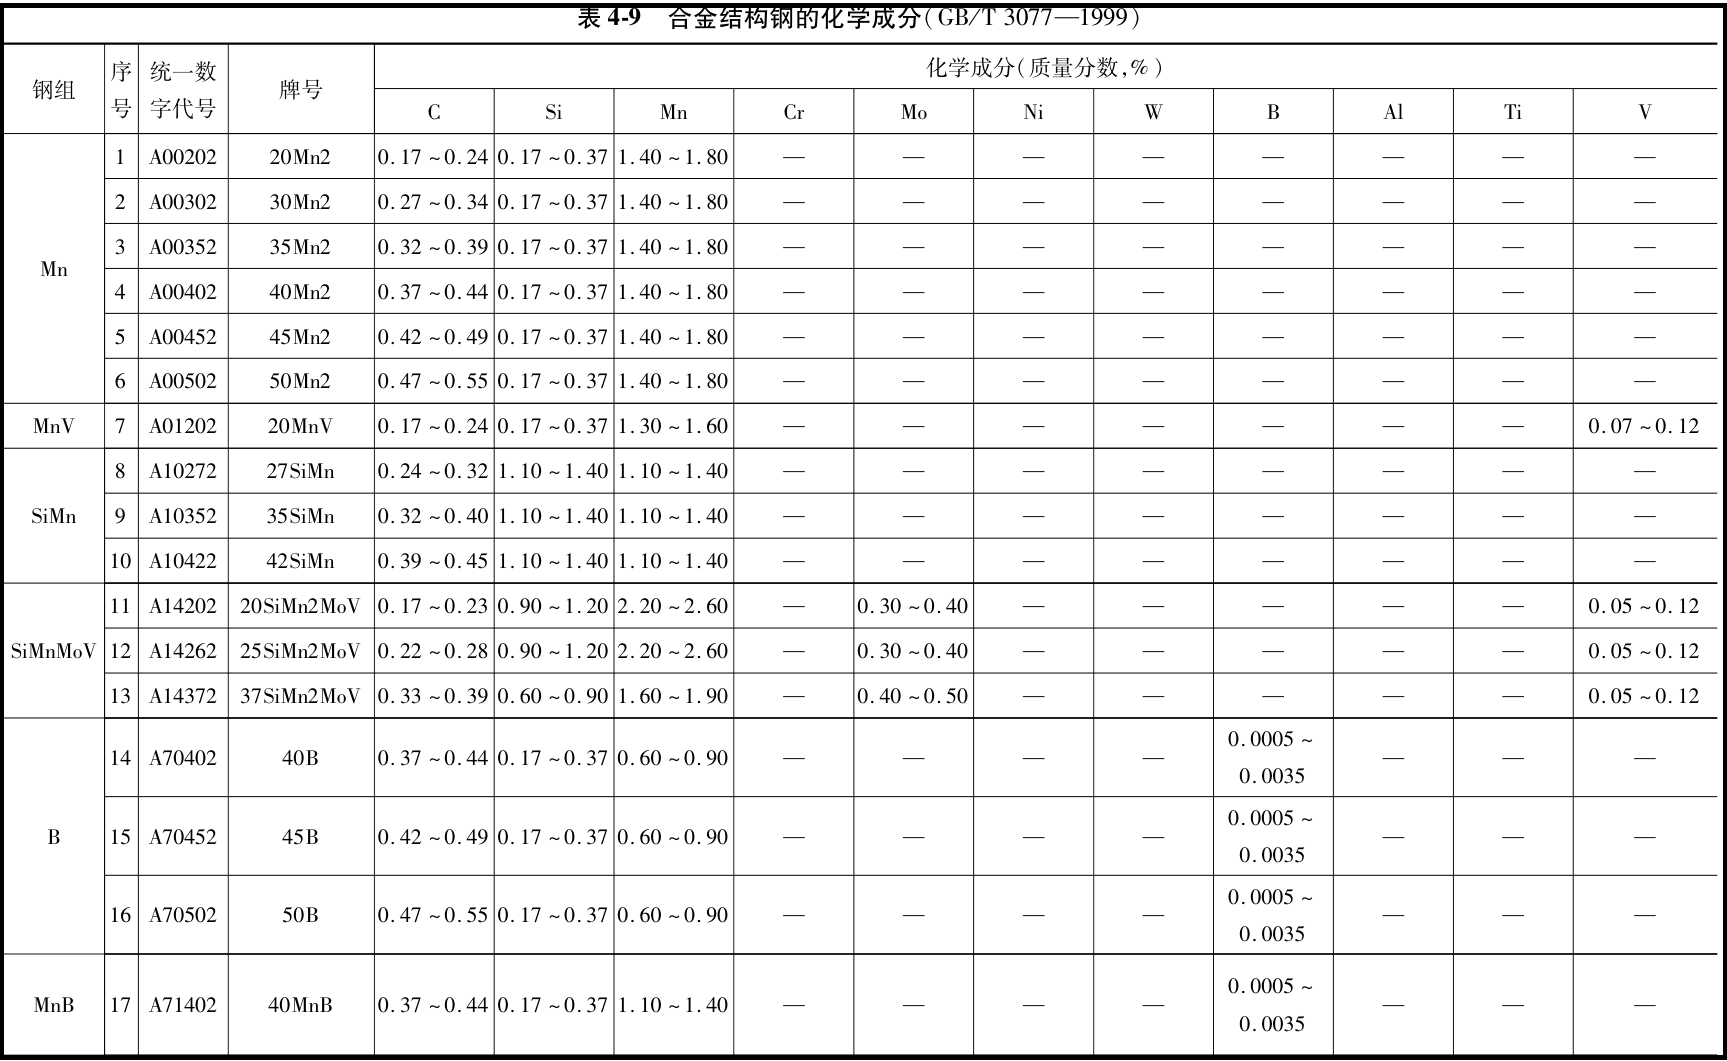 表 4-9 合金结构钢的化学成分(GB/T 3077—1999)
钢组 序号 统一数字代号 牌号 化学成分(质量分数,%)
C Si Mn Cr Mo Ni W B Al Ti V
Mn 1 A00202 20Mn2 0.17~0.24 0.17~0.37 1.40~1.80 — — — — — — — —
2 A00302 30Mn2 0.27~0.34 0.17~0.37 1.40~1.80 — — — — — — — —
3 A00352 35Mn2 0.32~0.39 0.17~0.37 1.40~1.80 — — — — — — — —
4 A00402 40Mn2 0.37~0.44 0.17~0.37 1.40~1.80 — — — — — — — —
5 A00452 45Mn2 0.42~0.49 0.17~0.37 1.40~1.80 — — — — — — — —
6 A00502 50Mn2 0.47~0.55 0.17~0.37 1.40~1.80 — — — — — — — —
MnV 7 A01202 20MnV 0.17~0.24 0.17~0.37 1.30~1.60 — — — — — — — 0.07~0.12
SiMn 8 A10272 27SiMn 0.24~0.32 1.10~1.40 1.10~1.40 — — — — — — — —
9 A10352 35SiMn 0.32~0.40 1.10~1.40 1.10~1.40 — — — — — — — —
10 A10422 42SiMn 0.39~0.45 1.10~1.40 1.10~1.40 — — — — — — — —
SiMnMoV 11 A14202 20SiMn2MoV 0.17~0.23 0.90~1.20 2.20~2.60 — 0.30~0.40 — — — — — 0.05~0.12
12 A14262 25SiMn2MoV 0.22~0.28 0.90~1.20 2.20~2.60 — 0.30~0.40 — — — — — 0.05~0.12
13 A14372 37SiMn2MoV 0.33~0.39 0.60~0.90 1.60~1.90 — 0.40~0.50 — — — — — 0.05~0.12
B 14 A70402 40B 0.37~0.44 0.17~0.37 0.60~0.90 — — — — 0.0005~0.0035 — — —
15 A70452 45B 0.42~0.49 0.17~0.37 0.60~0.90 — — — — 0.0005~0.0035 — — —
16 A70502 50B 0.47~0.55 0.17~0.37 0.60~0.90 — — — — 0.0005~0.0035 — — —
MnB 17 A71402 40MnB 0.37~0.44 0.17~0.37 1.10~1.40 — — — — 0.0005~0.0035 — — —